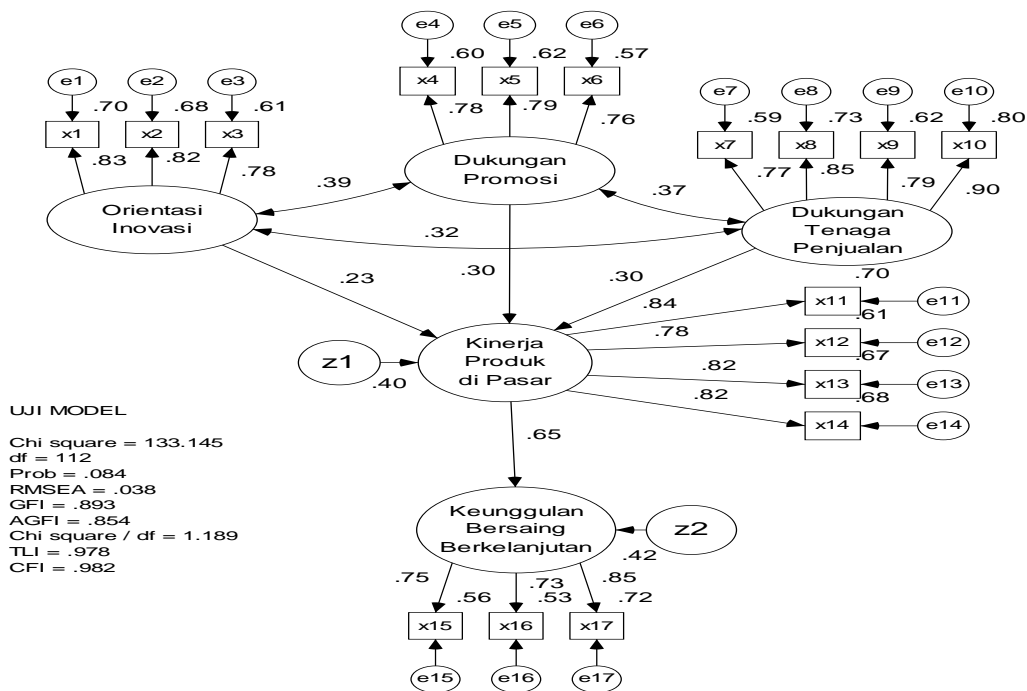 e4 e5 e6
.60 .62 .57
x4 x5 x6
.78 .79 .76
e1 e2 e3
.70 .68 .61
x1 x2 x3
.83 .82 .78
e7 e8 e9 e10
.59 .73 .62 .80
x7 x8 x9 x10
.77 .85 .79 .90
Dukungan
Promosi
Orientasi
Inovasi
Dukungan
Tenaga
Penjualan
.39 .37
.32
.23 .30 .30
.70
.84 x11 e11
.61
.78 x12 e12
.67
.82 x13 e13
.68
.82 x14 e14
Kinerja
Produk
di Pasar
z1
.40
.65
UJI MODEL
Chi square = 133.145
df = 112
Prob = .084
RMSEA = .038
GFI = .893
AGFI = .854
Chi square / df = 1.189
TLI = .978
CFI = .982
Keunggulan
Bersaing
Berkelanjutan
z2
.42
.75 .73 .85
.56 .53 .72
x15 x16 x17
e15 e16 e17